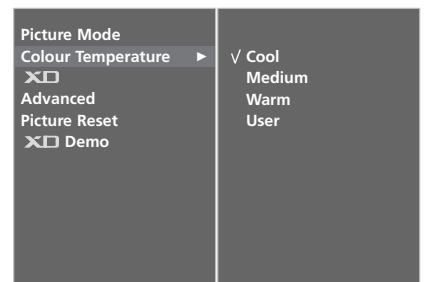 Picture Mode
Colour Temperature ►
XD
Advanced
Picture Reset
XD Demo
√ Cool
Medium
Warm
User